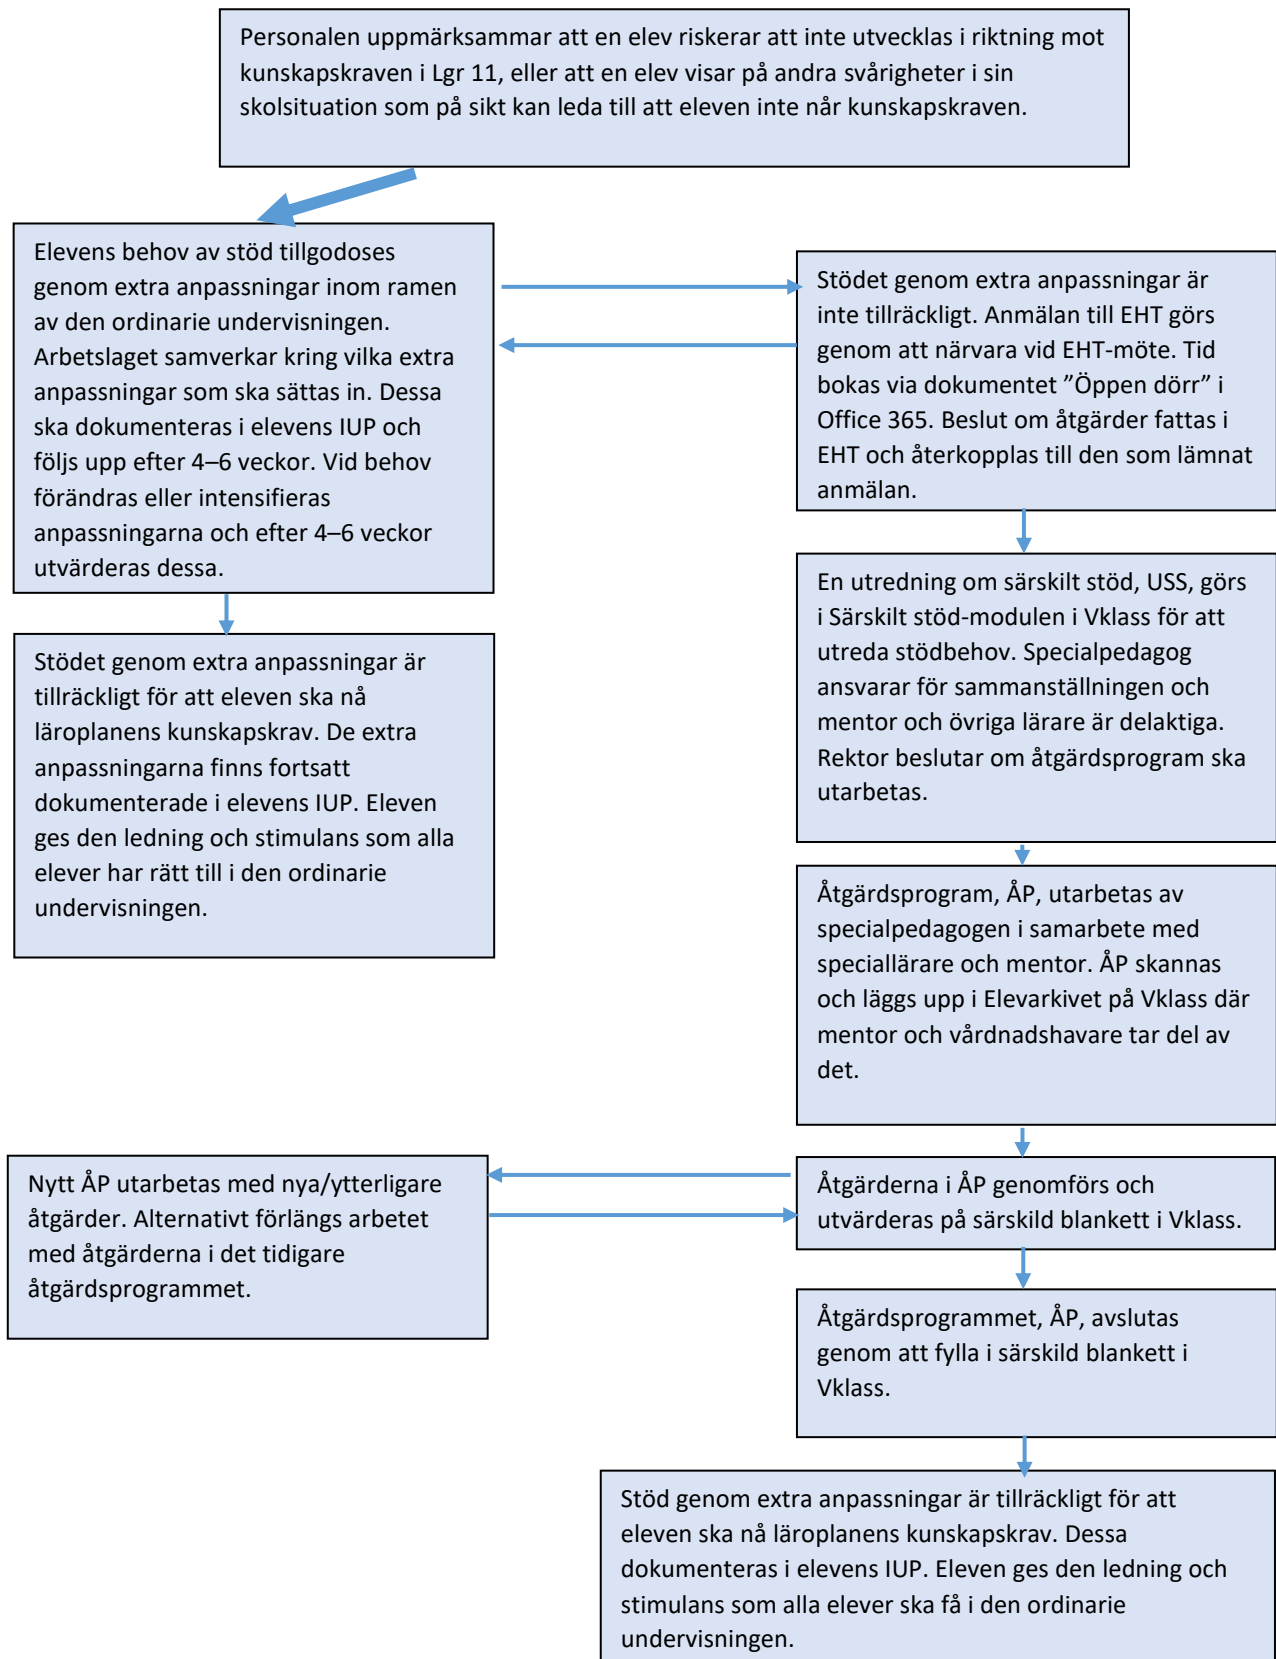 Personalen uppmärksammar att en elev riskerar att inte utvecklas i riktning mot
kunskapskraven i Lgr 11, eller att en elev visar på andra svårigheter i sin
skolsituation som på sikt kan leda till att eleven inte når kunskapskraven.
Elevens behov av stöd tillgodoses
genom extra anpassningar inom ramen
av den ordinarie undervisningen.
Arbetslaget samverkar kring vilka extra
anpassningar som ska sättas in. Dessa
ska dokumenteras i elevens IUP och
följs upp efter 4–6 veckor. Vid behov
förändras eller intensifieras
anpassningarna och efter 4–6 veckor
utvärderas dessa.
Stödet genom extra anpassningar är
inte tillräckligt. Anmälan till EHT görs
genom att närvara vid EHT-möte. Tid
bokas via dokumentet ”Öppen dörr” i
Office 365. Beslut om åtgärder fattas i
EHT och återkopplas till den som lämnat
anmälan.
Stödet genom extra anpassningar är
tillräckligt för att eleven ska nå
läroplanens kunskapskrav. De extra
anpassningarna finns fortsatt
dokumenterade i elevens IUP. Eleven
ges den ledning och stimulans som alla
elever har rätt till i den ordinarie
undervisningen.
En utredning om särskilt stöd, USS, görs
i Särskilt stöd-modulen i Vklass för att
utreda stödbehov. Specialpedagog
ansvarar för sammanställningen och
mentor och övriga lärare är delaktiga.
Rektor beslutar om åtgärdsprogram ska
utarbetas.
Åtgärdsprogram, ÅP, utarbetas av
specialpedagogen i samarbete med
speciallärare och mentor. ÅP skannas
och läggs upp i Elevarkivet på Vklass där
mentor och vårdnadshavare tar del av
det.
Nytt ÅP utarbetas med nya/ytterligare
åtgärder. Alternativt förlängs arbetet
med åtgärderna i det tidigare
åtgärdsprogrammet.
Åtgärderna i ÅP genomförs och
utvärderas på särskild blankett i Vklass.
Åtgärdsprogrammet, ÅP, avslutas
genom att fylla i särskild blankett i
Vklass.
Stöd genom extra anpassningar är tillräckligt för att
eleven ska nå läroplanens kunskapskrav. Dessa
dokumenteras i elevens IUP. Eleven ges den ledning och
stimulans som alla elever ska få i den ordinarie
undervisningen.